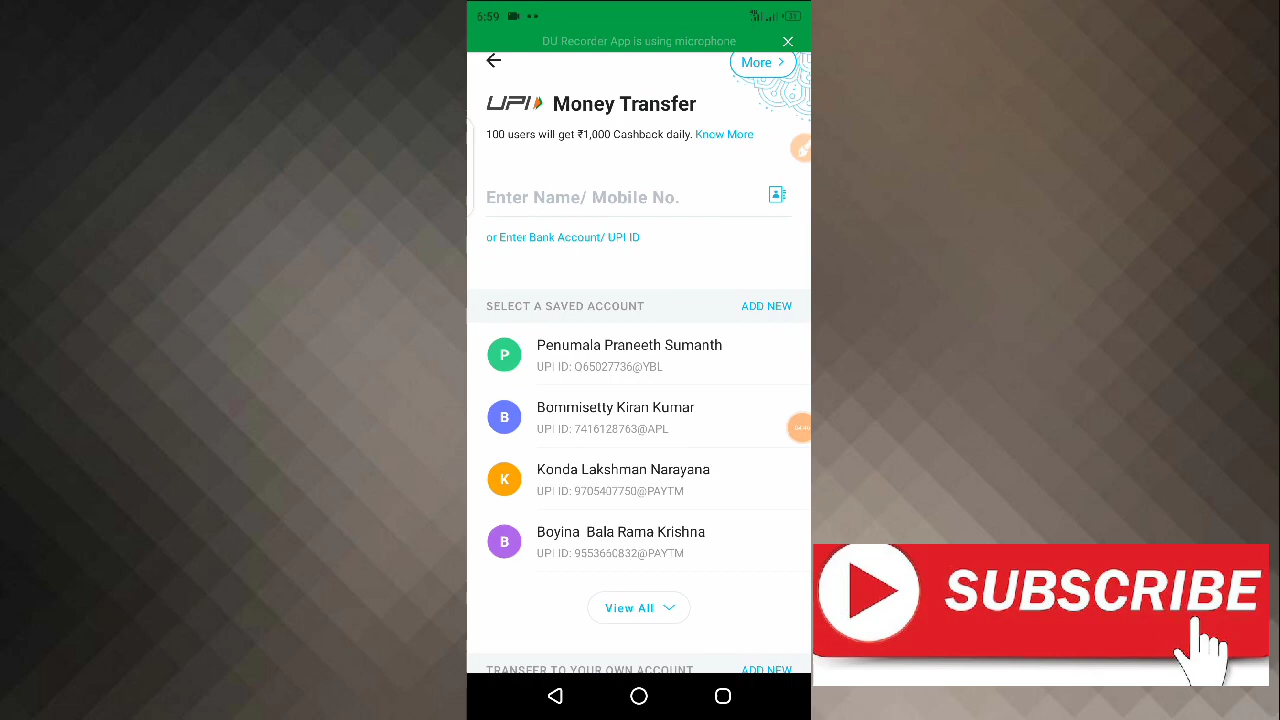 6:59
DU Recorder App is using microphone
More
UPI Money Transfer
100 users will get ₹1,000 Cashback daily. Know More
Enter Name/ Mobile No.
or Enter Bank Account/ UPI ID
SELECT A SAVED ACCOUNT ADD NEW
P Penumala Praneeth Sumanth
UPI ID: O65027736@YBL
B Bommisetty Kiran Kumar
UPI ID: 7416128763@APL
K Konda Lakshman Narayana
UPI ID: 9705407750@PAYTM
B Boyina Bala Rama Krishna
UPI ID: 9553660832@PAYTM
View All
TRANSFER TO YOUR OWN ACCOUNT ADD NEW
SUBSCRIBE